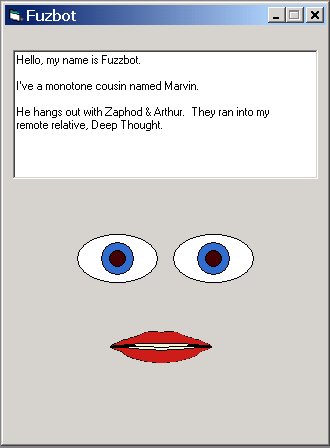 Fuzbot
Hello, my name is Fuzzbot.
I've a monotone cousin named Marvin.
He hangs out with Zaphod & Arthur.  They ran into my
remote relative, Deep Thought.